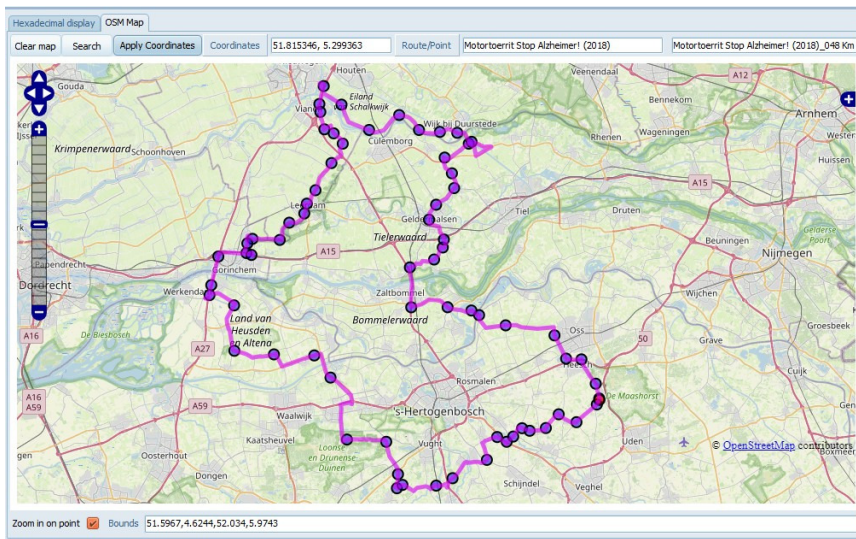 Hexadecimal display OSM Map
Clear map Search Apply Coordinates Coordinates 51.815346, 5.299363 Route/Point Motortoerrit Stop Alzheimer! (2018) Motortoerrit Stop Alzheimer! (2018)_048 Km
Houten
Veenendaal
A12
Gouda
Eiland
Schalkwijk
Bennekom
Vian
Arnhem
Wijk bij Duurstede
Wageningen
Wester
Krimpenerwaard Schoonhoven
Culemborg
Rhenen
Huissen
A15
Leerdam
Tiel
Druten
Geldermalsen
Gelderse
Poort
Tielerwaard
Beuningen
A15
Nijmegen
Papendrecht
Gorinchem
Dordrecht
Werkendam
Zaltbommel
Wijchen
Land van
Heusden
en Altena
Bommelerwaard
Groesbeek
De Biesbosch
Oss
A16
50
Grave
A27
Heesch
Cuijk
Rosmalen
De Maashorst
A16
A59
A59
's-Hertogenbosch
Waalwijk
Kaatsheuvel
Vught
Uden
Loonse
en Drunense
Duinen
© OpenStreetMap contributors
Oosterhout
Boxmeer
Dongen
Schijndel
Veghel
Zoom in on point Bounds 51.5967,4.6244,52.034,5.9743